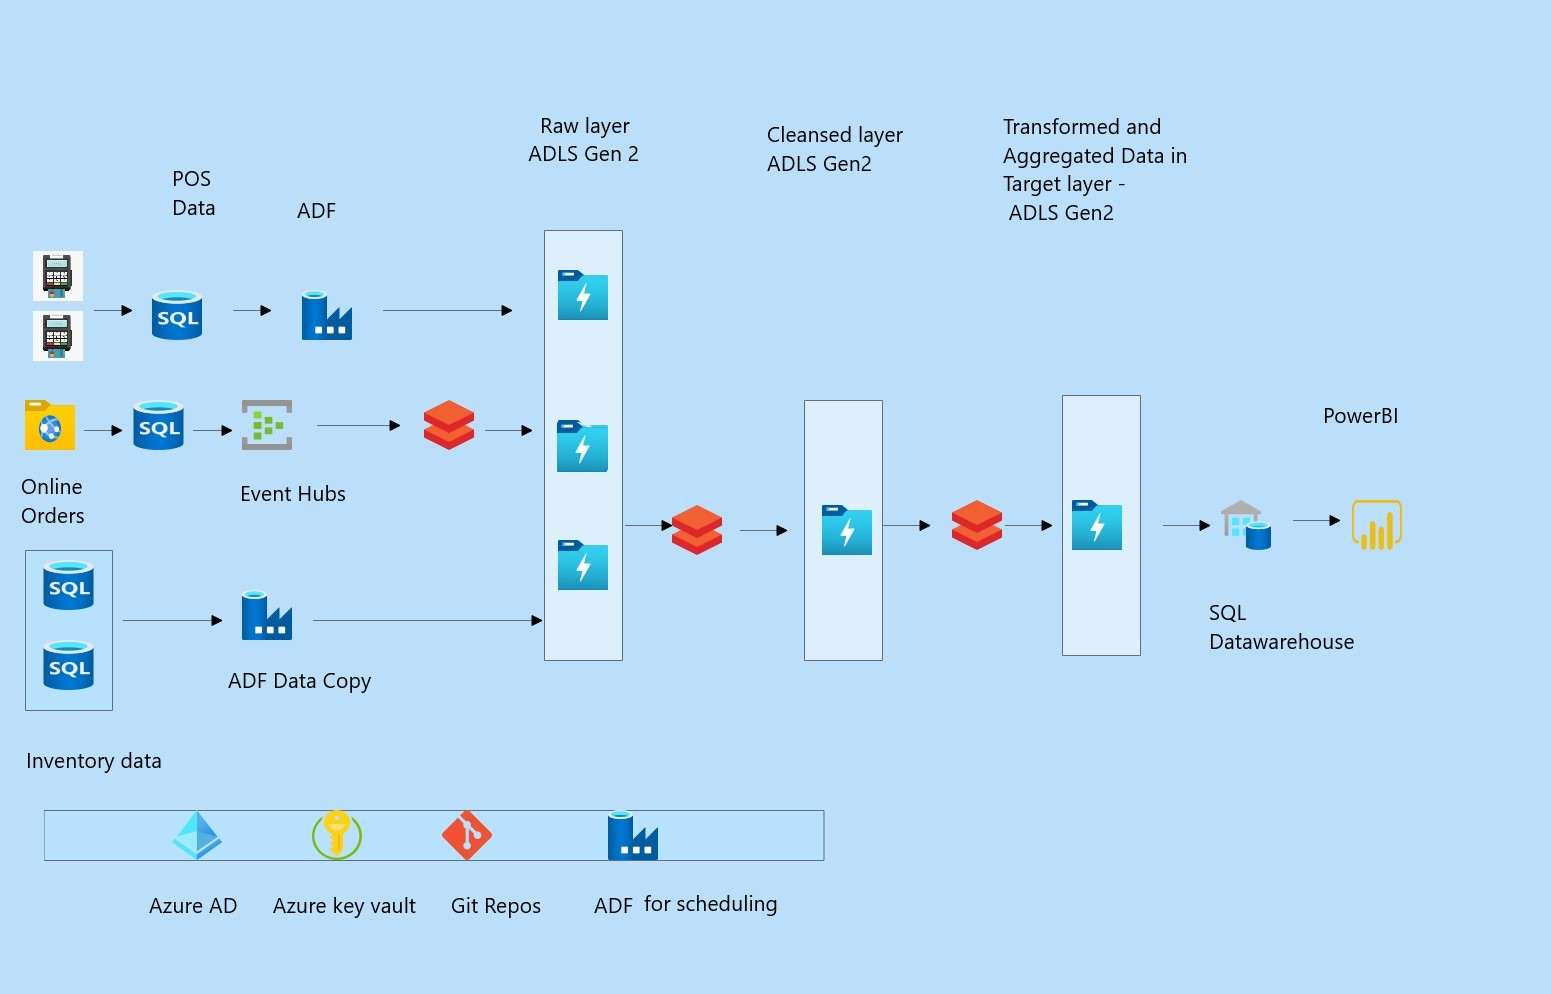 Raw layer
ADLS Gen 2
Cleansed layer
ADLS Gen2
Transformed and
Aggregated Data in
Target layer -
ADLS Gen2
POS
Data
ADF
SQL
SQL
Online
Orders
Event Hubs
PowerBI
SQL
SQL
ADF Data Copy
SQL
Datawarehouse
Inventory data
Azure AD
Azure key vault
Git Repos
ADF for scheduling